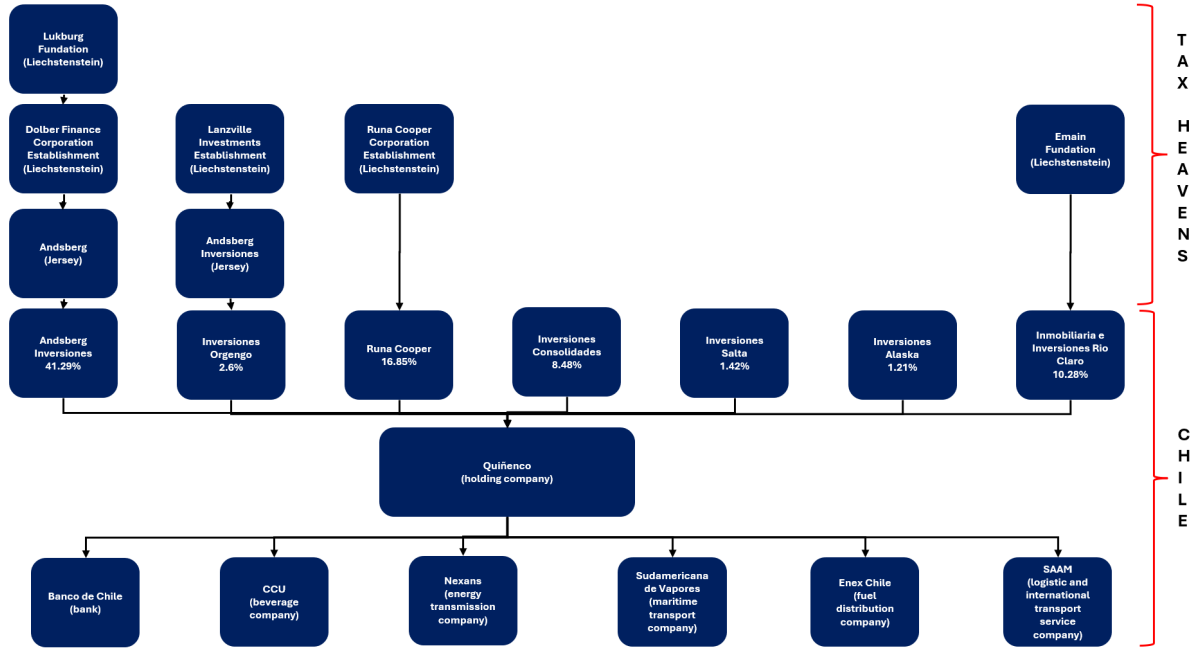 Lukburg
Fundation
(Liechstenstein)
Dolber Finance
Corporation
Establishment
(Liechstenstein)
Lanzville
Investments
Establishment
(Liechstenstein)
Runa Cooper
Corporation
Establishment
(Liechstenstein)
Emain
Fundation
(Liechstenstein)
Andsberg
(Jersey)
Andsberg
Inversiones
(Jersey)
TAX HEAVENS
Andsberg
Inversiones
41.29%
Inversiones
Orgengo
2.6%
Runa Cooper
16.85%
Inversiones
Consolidades
8.48%
Inversiones
Salta
1.42%
Inversiones
Alaska
1.21%
Inmobiliaria e
Inversiones Rio
Claro
10.28%
Quiñenco
(holding company)
CHILE
Banco de Chile
(bank)
CCU
(beverage
company)
Nexans
(energy
transmission
company)
Sudamericana
de Vapores
(maritime
transport
company)
Enex Chile
(fuel
distribution
company)
SAAM
(logistic and
international
transport
service
company)